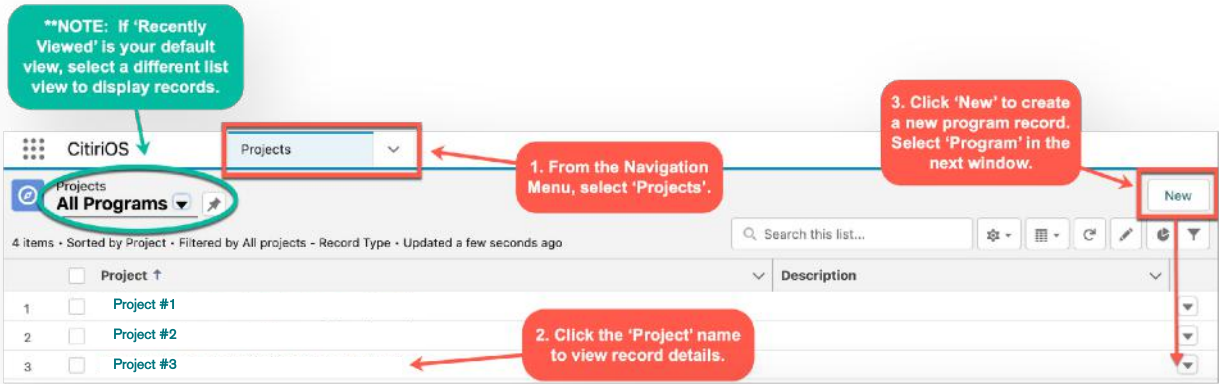 **NOTE:  If ‘Recently
Viewed’ is your default
view, select a different list
view to display records.
3. Click ‘New’ to create
a new program record.
Select ‘Program’ in the
next window.
CitiriOS
Projects
1. From the Navigation
Menu, select ‘Projects’.
Projects
All Programs
New
4 items • Sorted by Project • Filtered by All projects - Record Type • Updated a few seconds ago
Search this list...
Project ↑
Description
1 Project #1
2 Project #2
2. Click the ‘Project’ name
to view record details.
3 Project #3